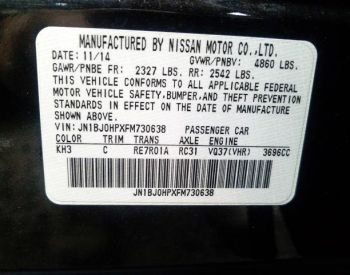 MANUFACTURED BY NISSAN MOTOR CO.,LTD.
DATE: 11/14 GVWR/PNBV: 4860 LBS.
GAWR/PNBE FR: 2327 LBS. RR: 2542 LBS.
THIS VEHICLE CONFORMS TO ALL APPLICABLE FEDERAL
MOTOR VEHICLE SAFETY,BUMPER,AND THEFT PREVENTION
STANDARDS IN EFFECT ON THE DATE OF MANUFACTURE
SHOWN ABOVE.
VIN: JN1BJ0HPXFM730638 PASSENGER CAR
COLOR TRIM TRANS AXLE ENGINE
KH3 C RE7R01A RC31 VQ37(VHR) 3696CC
JN1BJ0HPXFM730638